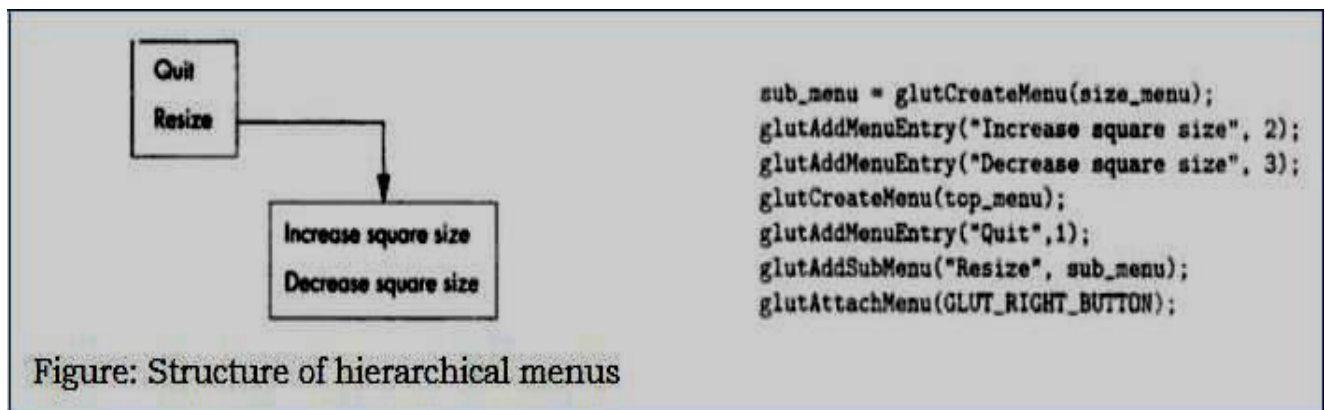 Quit
Resize
Increase square size
Decrease square size
sub_menu = glutCreateMenu(size_menu);
glutAddMenuEntry("Increase square size", 2);
glutAddMenuEntry("Decrease square size", 3);
glutCreateMenu(top_menu);
glutAddMenuEntry("Quit",1);
glutAddSubMenu("Resize", sub_menu);
glutAttachMenu(GLUT_RIGHT_BUTTON);
Figure: Structure of hierarchical menus